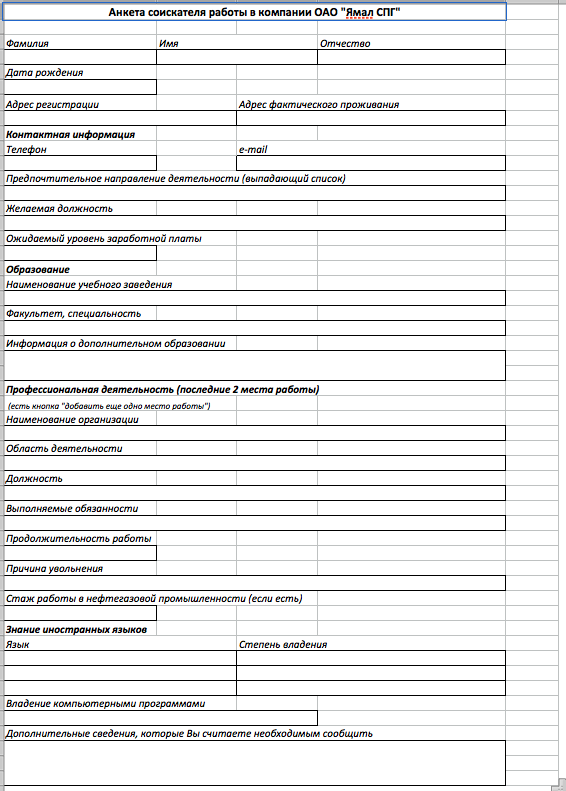 Анкета соискателя работы в компании ОАО "Ямал СПГ"
Фамилия Имя Отчество
Дата рождения
Адрес регистрации Адрес фактического проживания
Контактная информация
Телефон e-mail
Предпочтительное направление деятельности (выпадающий список)
Желаемая должность
Ожидаемый уровень заработной платы
Образование
Наименование учебного заведения
Факультет, специальность
Информация о дополнительном образовании
Профессиональная деятельность (последние 2 места работы)
(есть кнопка "добавить еще одно место работы")
Наименование организации
Область деятельности
Должность
Выполняемые обязанности
Продолжительность работы
Причина увольнения
Стаж работы в нефтегазовой промышленности (если есть)
Знание иностранных языков
Язык Степень владения
Владение компьютерными программами
Дополнительные сведения, которые Вы считаете необходимым сообщить